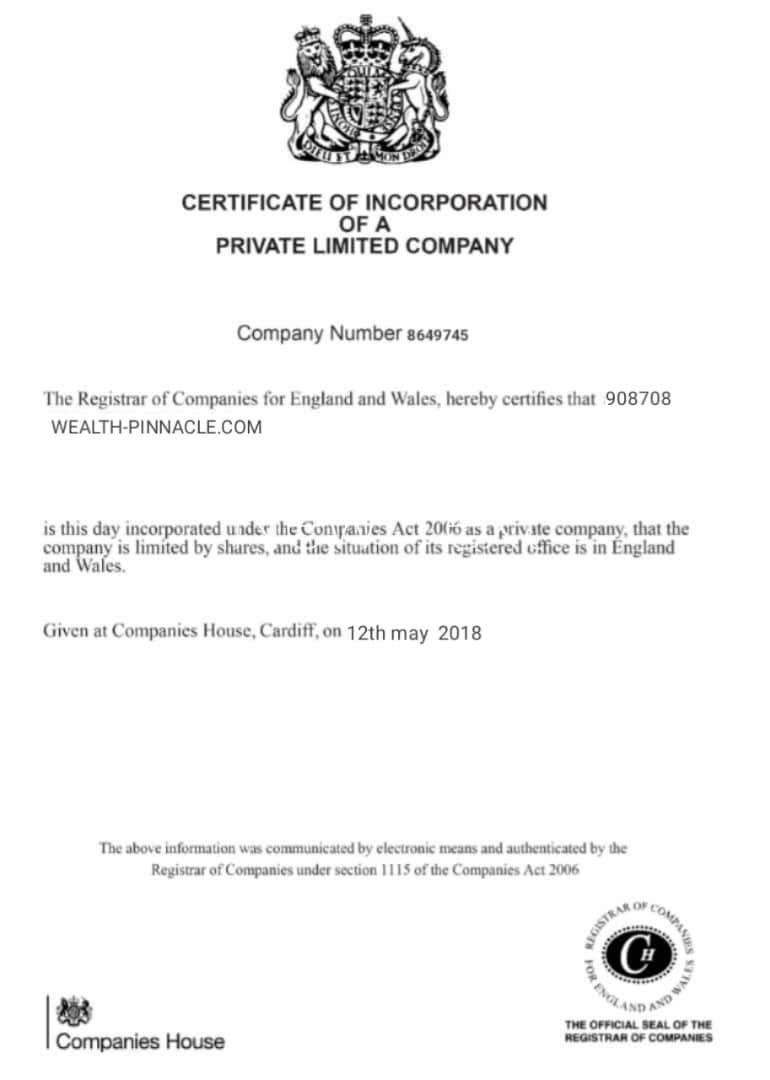 DIEU ET MON DROIT
CERTIFICATE OF INCORPORATION
OF A
PRIVATE LIMITED COMPANY
Company Number 8649745
The Registrar of Companies for England and Wales, hereby certifies that 908708
WEALTH-PINNACLE.COM
is this day incorporated under the Companies Act 2006 as a private company, that the
company is limited by shares, and the situation of its registered office is in England
and Wales.
Given at Companies House, Cardiff, on 12th may 2018
The above information was communicated by electronic means and authenticated by the
Registrar of Companies under section 1115 of the Companies Act 2006
REGISTRAR OF COMPANIES
FOR ENGLAND AND WALES
CH
THE OFFICIAL SEAL OF THE
REGISTRAR OF COMPANIES
Companies House